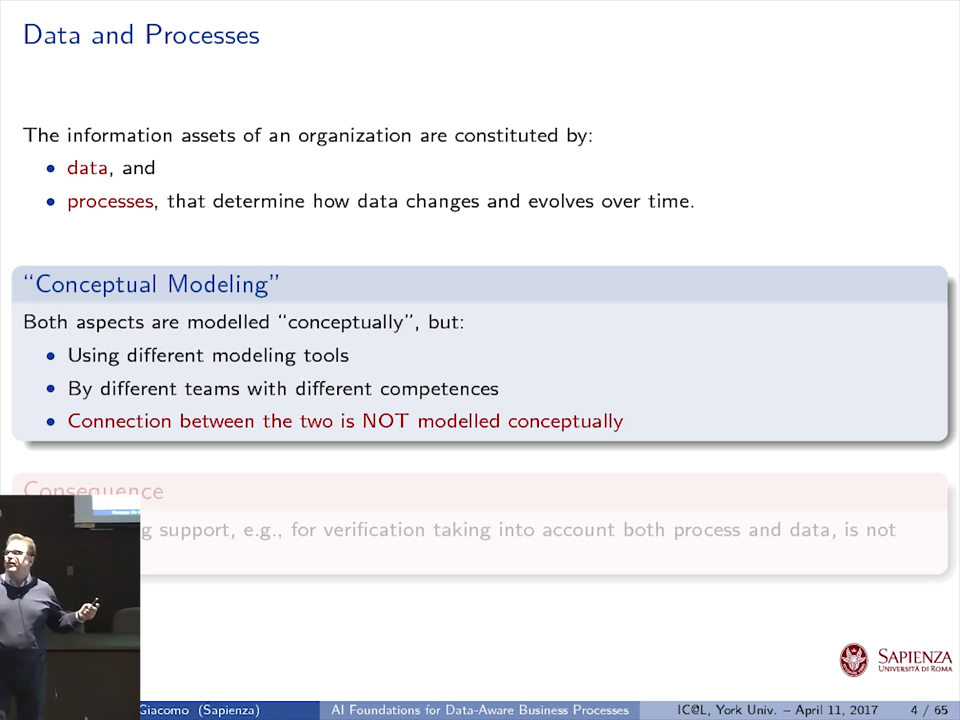 Data and Processes
The information assets of an organization are constituted by:
• data, and
• processes, that determine how data changes and evolves over time.
“Conceptual Modeling”
Both aspects are modelled “conceptually”, but:
• Using different modeling tools
• By different teams with different competences
• Connection between the two is NOT modelled conceptually
Consequence
support, e.g., for verification taking into account both process and data, is not
SAPIENZA
UNIVERSITÀ DI ROMA
Giacomo (Sapienza)
AI Foundations for Data-Aware Business Processes
IC@L, York Univ. – April 11, 2017
4 / 65